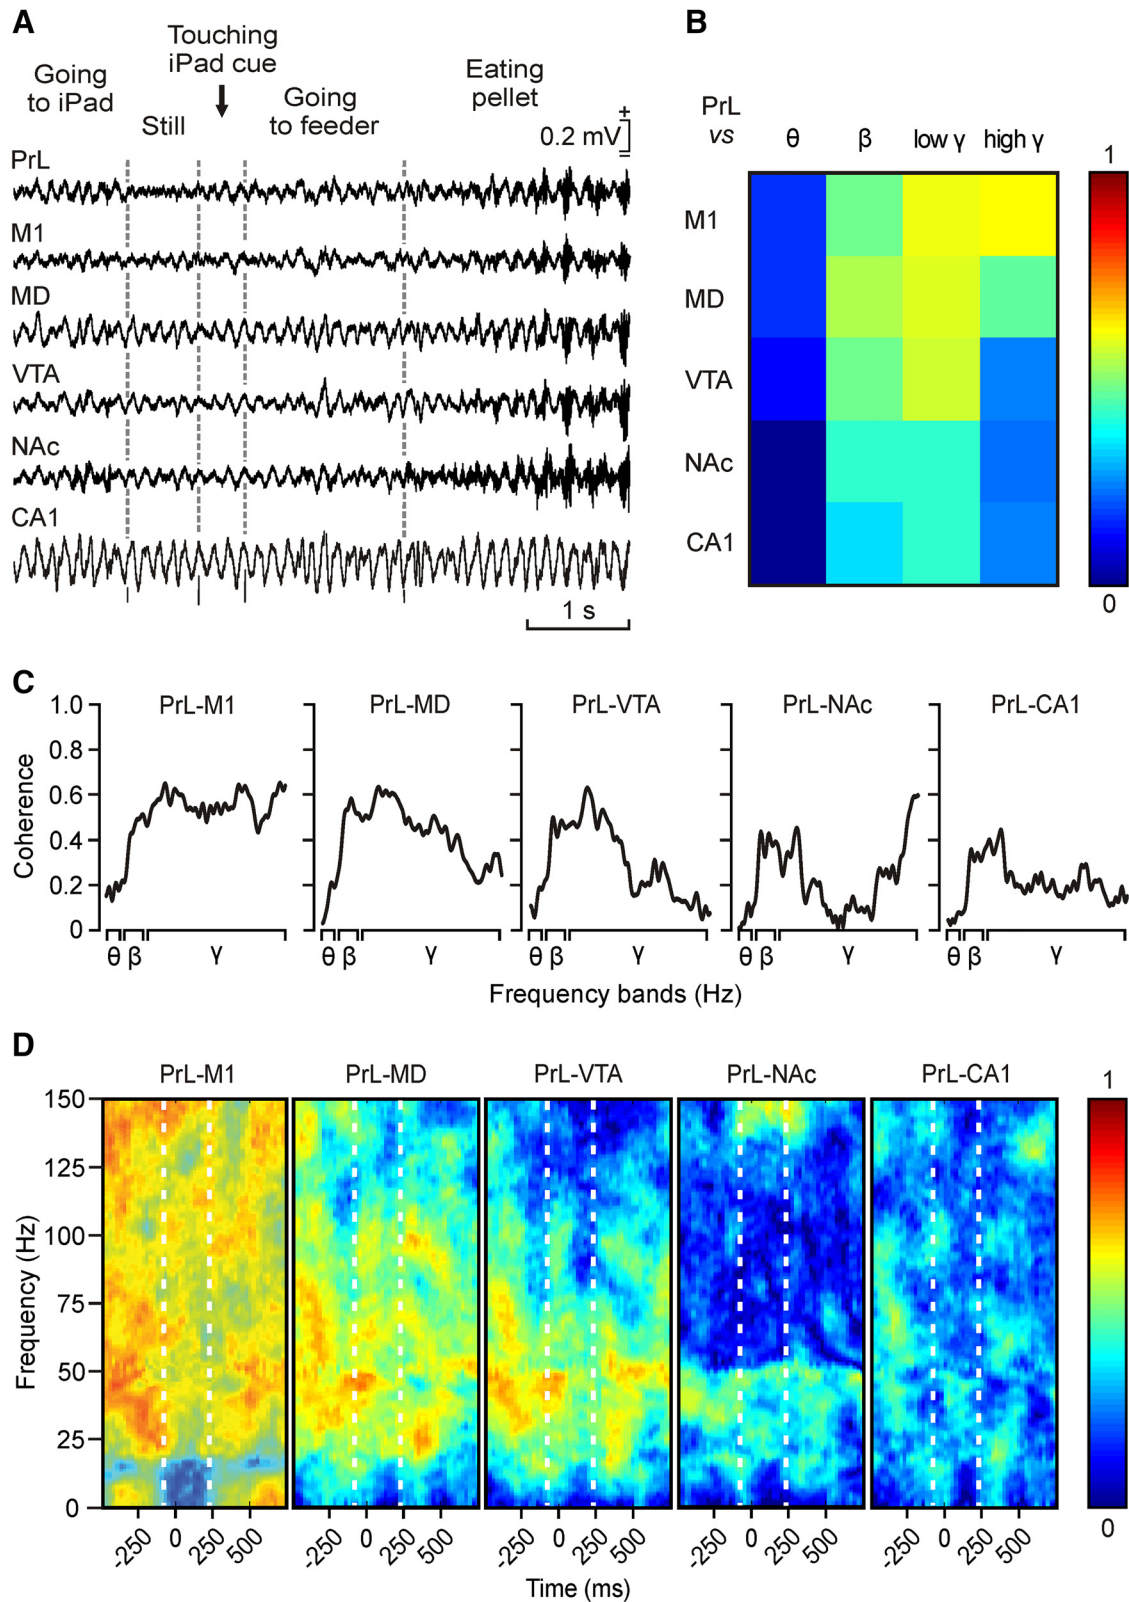 A
Going
to iPad
Still
Touching
iPad cue
Going
to feeder
Eating
pellet
+
0.2 mV
–
PrL
M1
MD
VTA
NAc
CA1
1 s
B
PrL
vs
θ β low γ high γ
M1
MD
VTA
NAc
CA1
1
0
C
PrL-M1 PrL-MD PrL-VTA PrL-NAc PrL-CA1
Coherence
1.0
0.8
0.6
0.4
0.2
0
θ β γ θ β γ θ β γ θ β γ θ β γ
Frequency bands (Hz)
D
PrL-M1 PrL-MD PrL-VTA PrL-NAc PrL-CA1
Frequency (Hz)
150
125
100
75
50
25
0
-250 0 250 500 -250 0 250 500 -250 0 250 500 -250 0 250 500 -250 0 250 500
Time (ms)
1
0